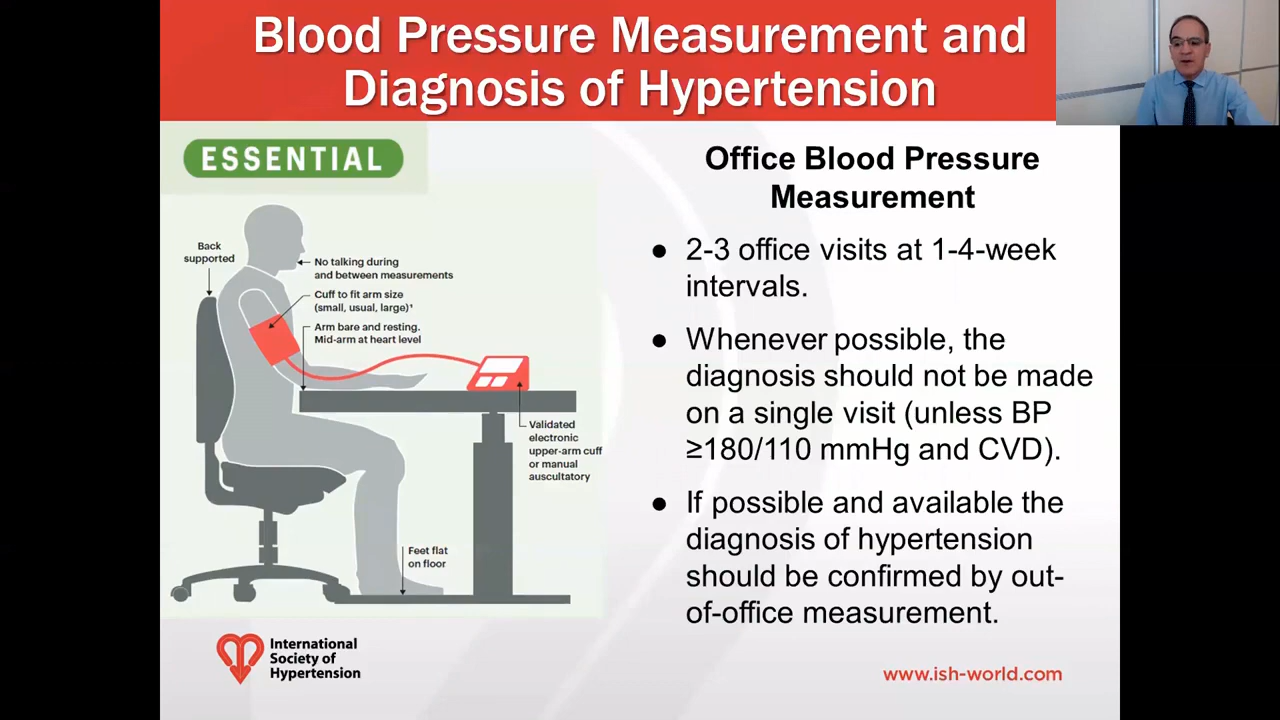 Blood Pressure Measurement and
Diagnosis of Hypertension
ESSENTIAL
Back
supported
No talking during
and between measurements
Cuff to fit arm size
(small, usual, large)¹
Arm bare and resting.
Mid-arm at heart level
Validated
electronic
upper-arm cuff
or manual
auscultatory
Feet flat
on floor
International
Society of
Hypertension
Office Blood Pressure
Measurement
● 2-3 office visits at 1-4-week
intervals.
● Whenever possible, the
diagnosis should not be made
on a single visit (unless BP
≥180/110 mmHg and CVD).
● If possible and available the
diagnosis of hypertension
should be confirmed by out-
of-office measurement.
www.ish-world.com